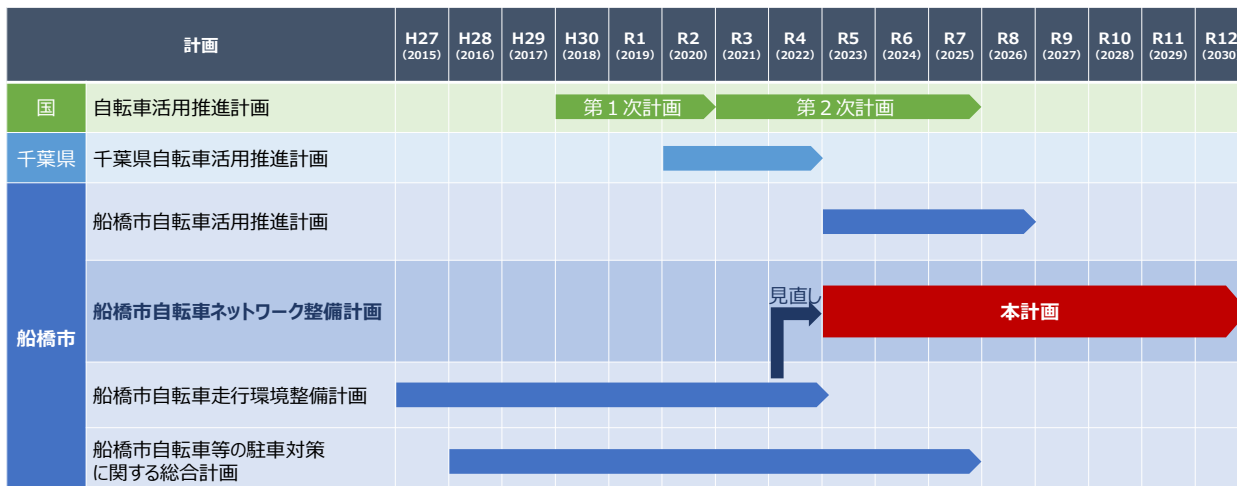 計画
H27 H28 H29 H30 R1 R2 R3 R4 R5 R6 R7 R8 R9 R10 R11 R12
(2015) (2016) (2017) (2018) (2019) (2020) (2021) (2022) (2023) (2024) (2025) (2026) (2027) (2028) (2029) (2030)
国 自転車活用推進計画 第1次計画 第2次計画
千葉県 千葉県自転車活用推進計画
船橋市
船橋市自転車活用推進計画
船橋市自転車ネットワーク整備計画 見直し 本計画
船橋市自転車走行環境整備計画
船橋市自転車等の駐車対策
に関する総合計画